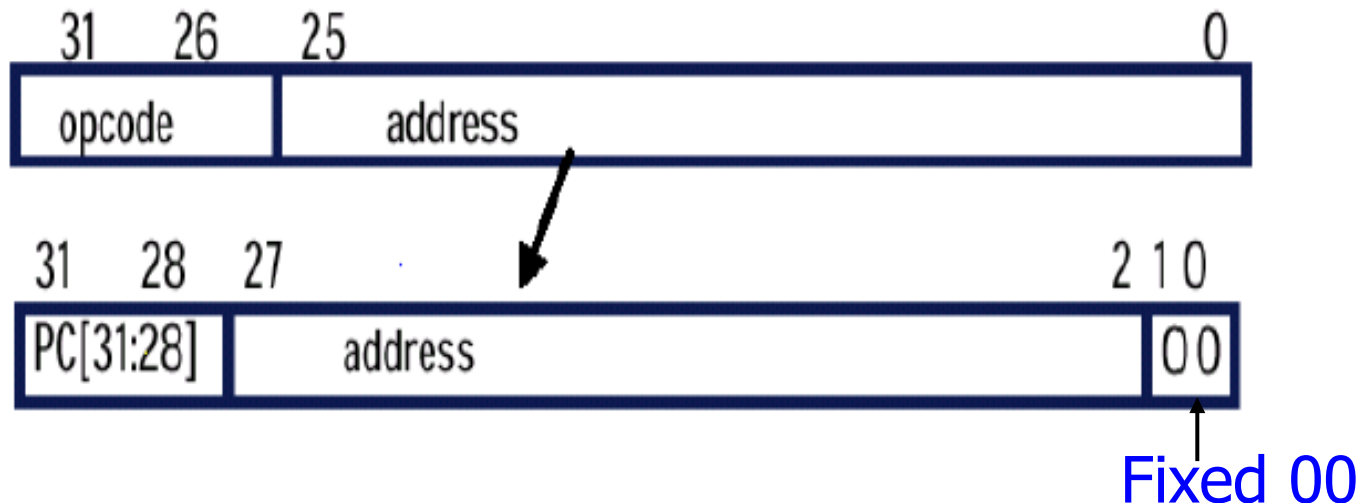 31 26 25 0
opcode address
31 28 27 2 1 0
PC[31:28] address 00
Fixed 00